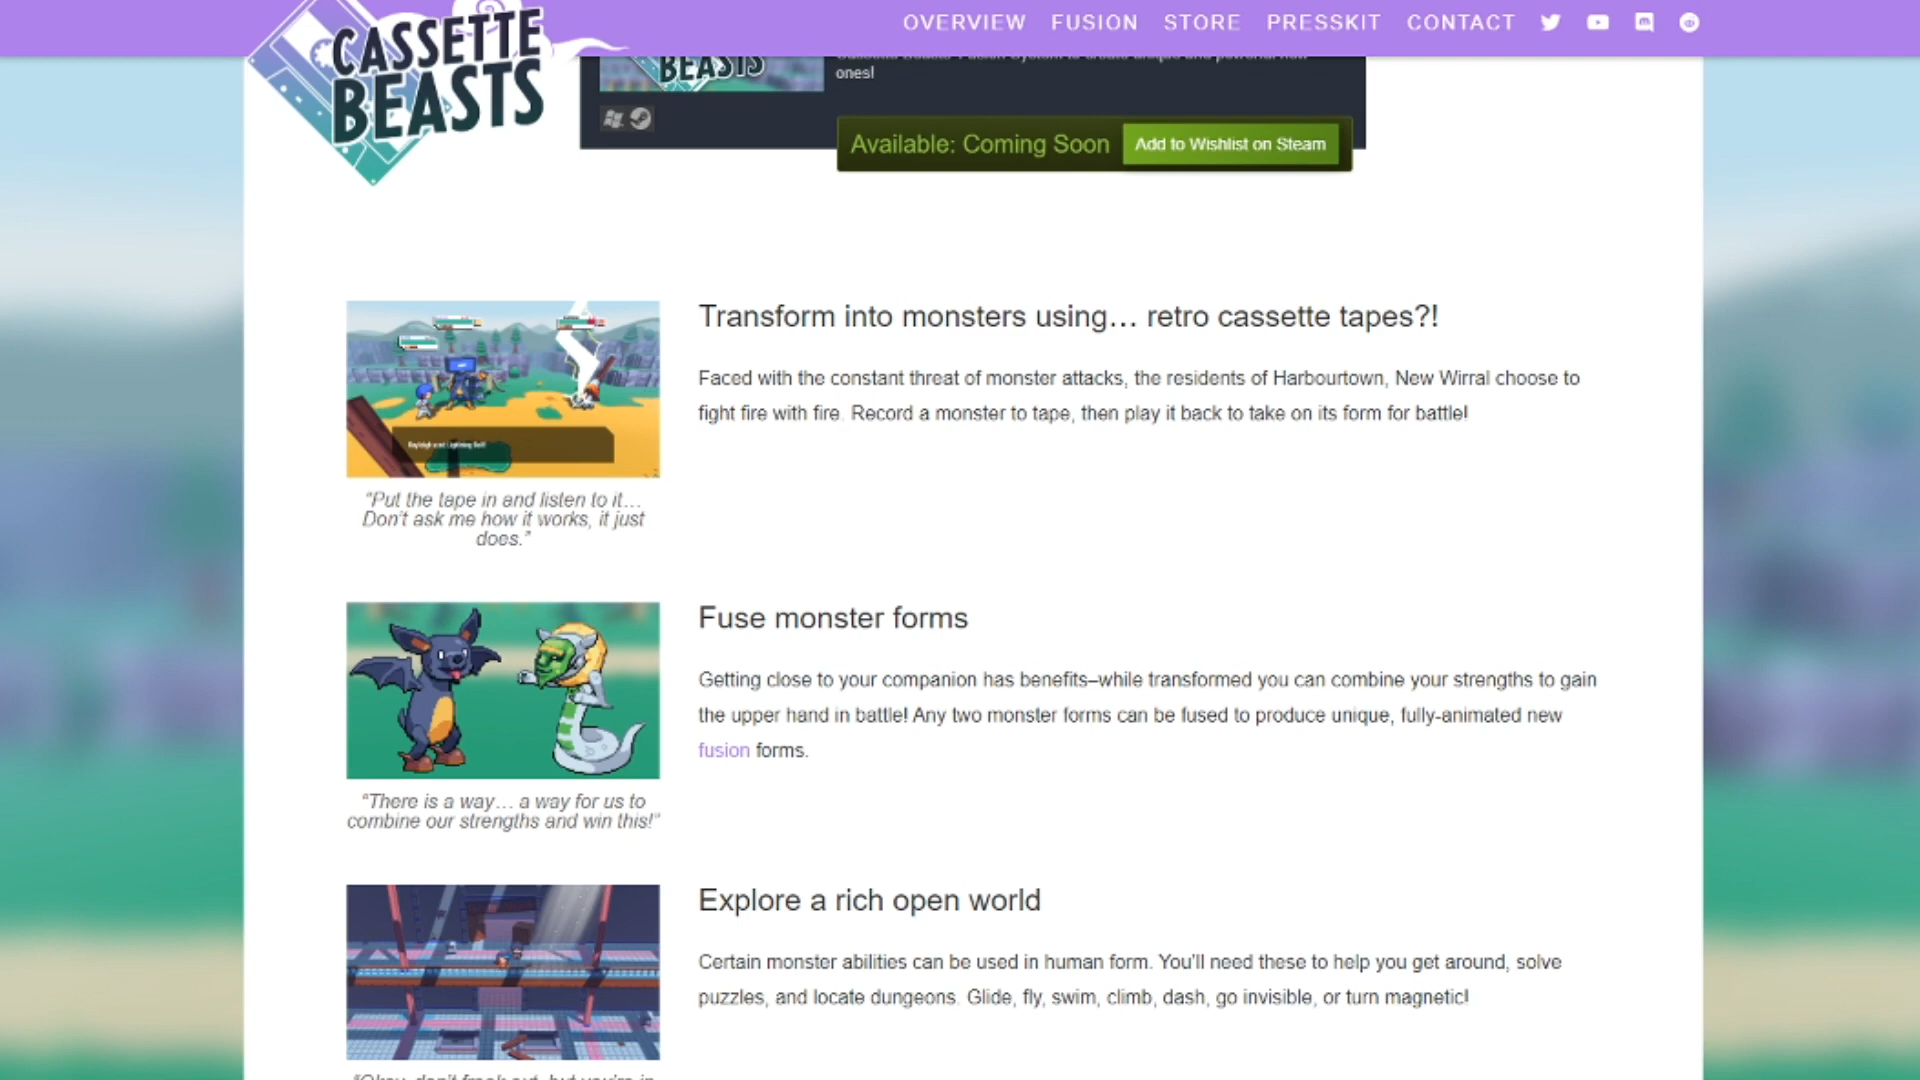 CASSETTE
BEASTS
OVERVIEW FUSION STORE PRESSKIT CONTACT
BEASTS
ones!
Available: Coming Soon Add to Wishlist on Steam
Transform into monsters using... retro cassette tapes?!
Faced with the constant threat of monster attacks, the residents of Harbourtown, New Wirral choose to
fight fire with fire. Record a monster to tape, then play it back to take on its form for battle!
"Put the tape in and listen to it...
Don't ask me how it works, it just
does."
Fuse monster forms
Getting close to your companion has benefits–while transformed you can combine your strengths to gain
the upper hand in battle! Any two monster forms can be fused to produce unique, fully-animated new
fusion forms.
"There is a way... a way for us to
combine our strengths and win this!"
Explore a rich open world
Certain monster abilities can be used in human form. You'll need these to help you get around, solve
puzzles, and locate dungeons. Glide, fly, swim, climb, dash, go invisible, or turn magnetic!